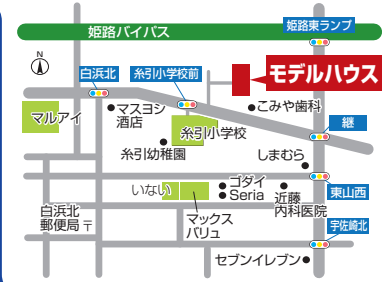 姫路バイパス
姫路東ランプ
N
白浜北
糸引小学校前
モデルハウス
マルアイ
マスヨシ
酒店
こみや歯科
継
糸引小学校
糸引幼稚園
しまむら
いない
ゴダイ
Seria
東山西
近藤
内科医院
白浜北
郵便局〒
マックス
バリュ
宇佐崎北
セブンイレブン